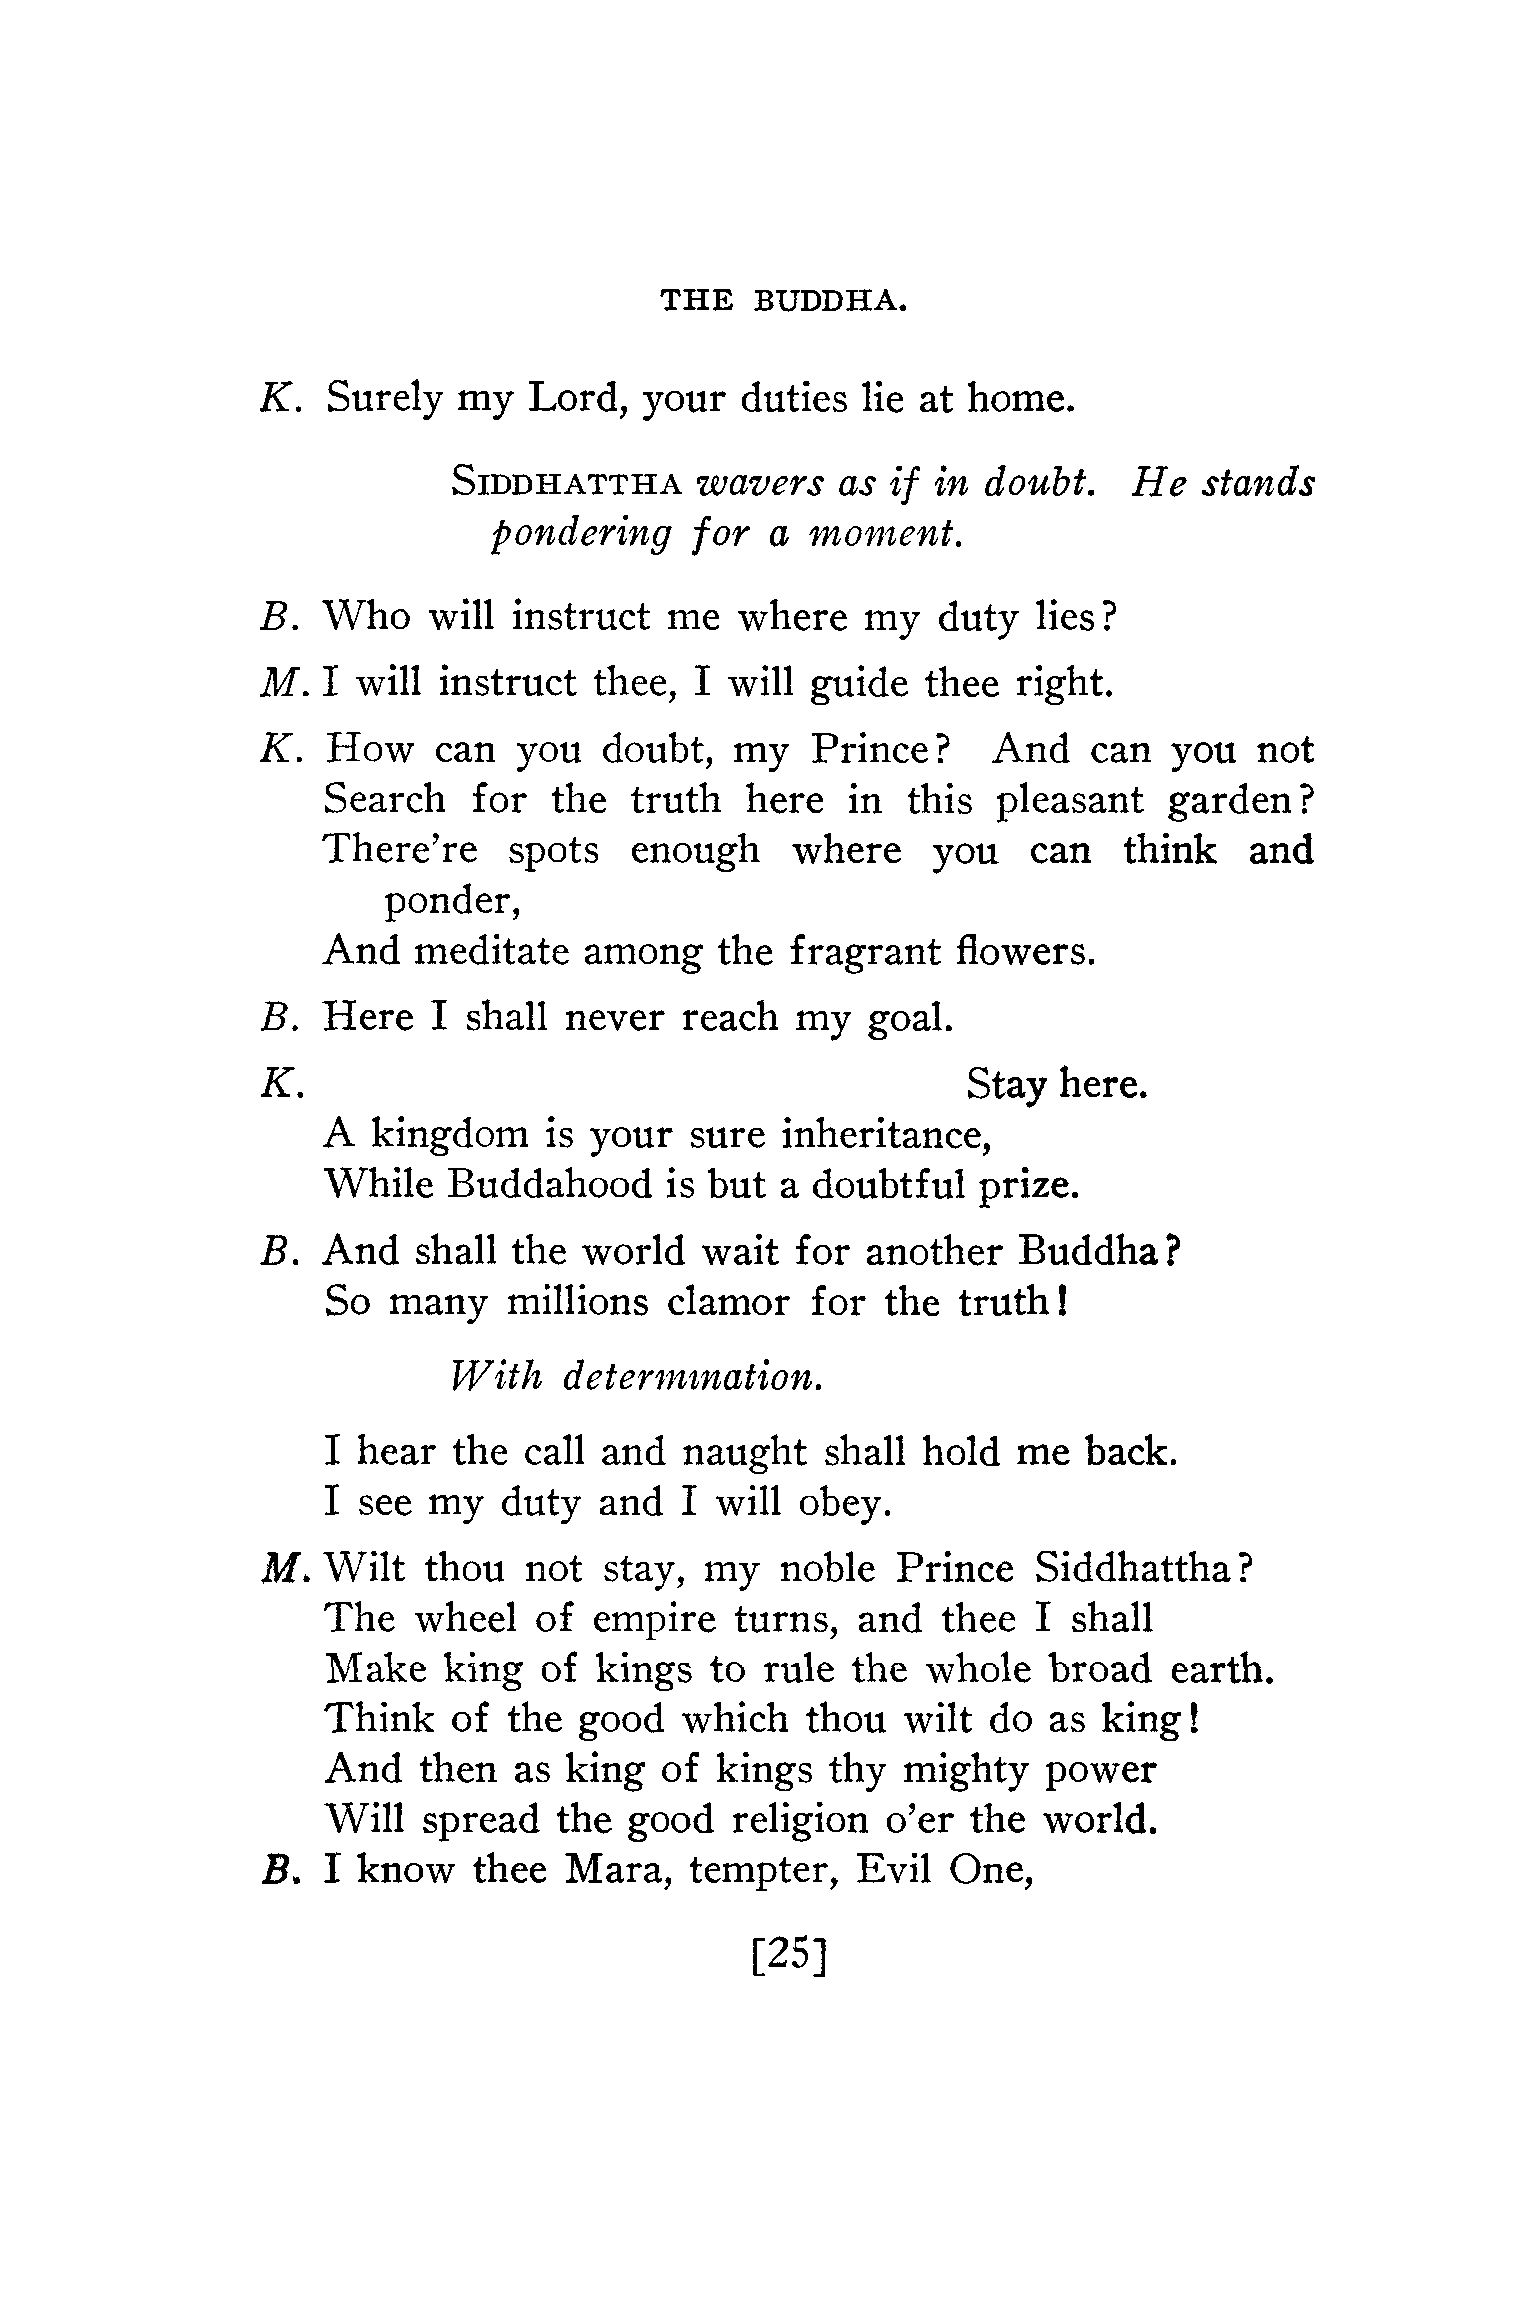 THE BUDDHA.
K. Surely my Lord, your duties lie at home.
SIDDHATTHA wavers as if in doubt. He stands
pondering for a moment.
B. Who will instruct me where my duty lies?
M. I will instruct thee, I will guide thee right.
K. How can you doubt, my Prince? And can you not
Search for the truth here in this pleasant garden?
There're spots enough where you can think and
ponder,
And meditate among the fragrant flowers.
B. Here I shall never reach my goal.
K. Stay here.
A kingdom is your sure inheritance,
While Buddahood is but a doubtful prize.
B. And shall the world wait for another Buddha?
So many millions clamor for the truth!
With determination.
I hear the call and naught shall hold me back.
I see my duty and I will obey.
M. Wilt thou not stay, my noble Prince Siddhattha?
The wheel of empire turns, and thee I shall
Make king of kings to rule the whole broad earth.
Think of the good which thou wilt do as king!
And then as king of kings thy mighty power
Will spread the good religion o'er the world.
B. I know thee Mara, tempter, Evil One,
[25]